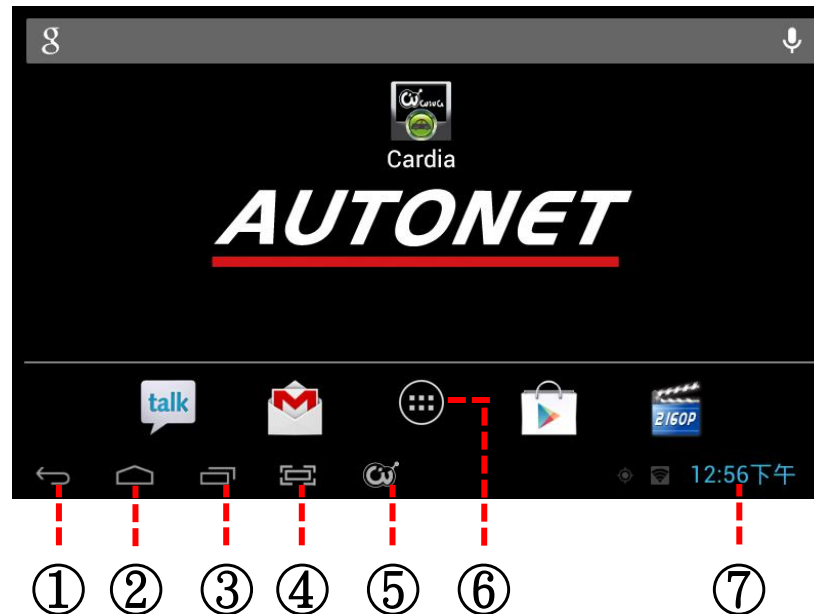 g
Cardia
AUTONET
talk
2160P
12:56下午
① ② ③ ④ ⑤ ⑥ ⑦